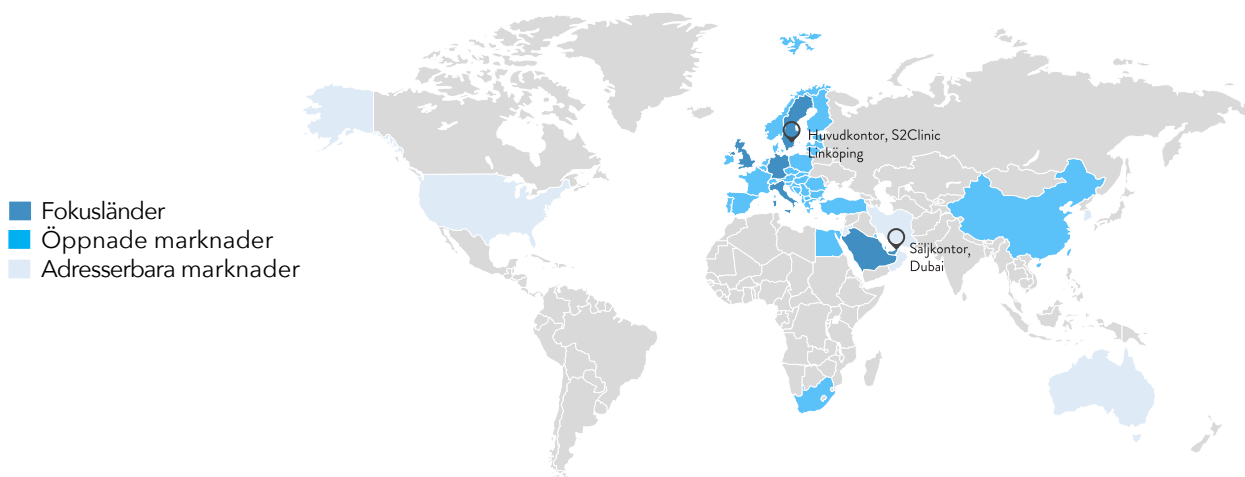 Fokusländer
Öppnade marknader
Adresserbara marknader
Huvudkontor, S2Clinic
Linköping
Säljkontor,
Dubai